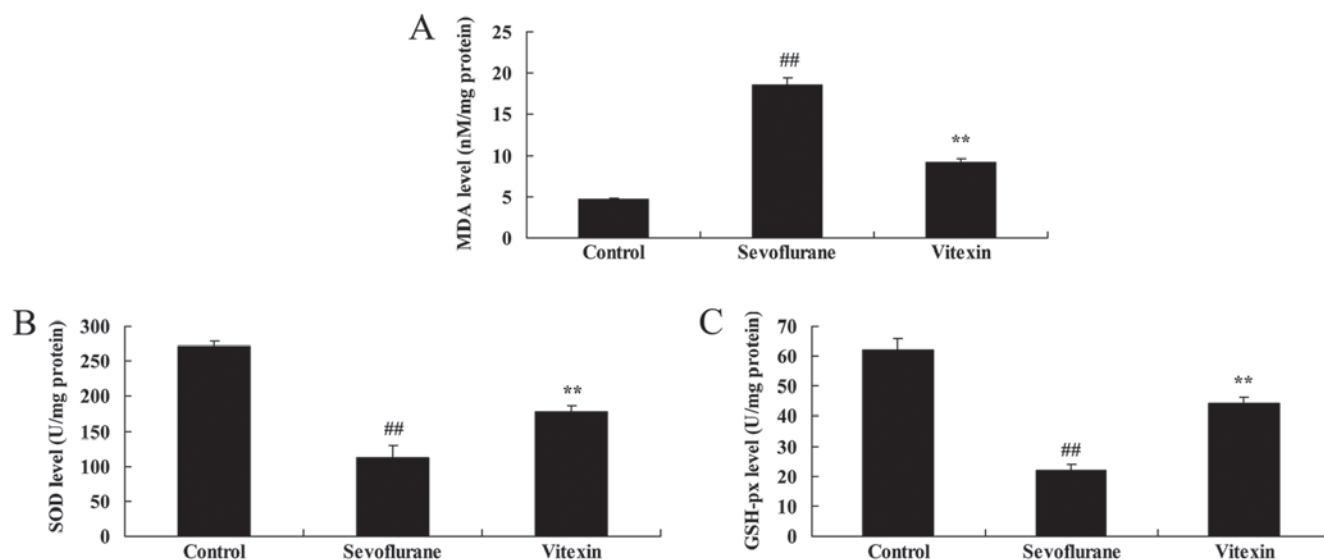 A
MDA level (nM/mg protein)
25
20
15
10
5
0
##
**
Control
Sevoflurane
Vitexin
B
SOD level (U/mg protein)
300
250
200
150
100
50
0
##
**
Control
Sevoflurane
Vitexin
C
GSH-px level (U/mg protein)
70
60
50
40
30
20
10
0
##
**
Control
Sevoflurane
Vitexin